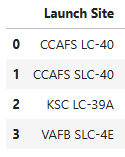 Launch Site
0 CCAFS LC-40
1 CCAFS SLC-40
2 KSC LC-39A
3 VAFB SLC-4E